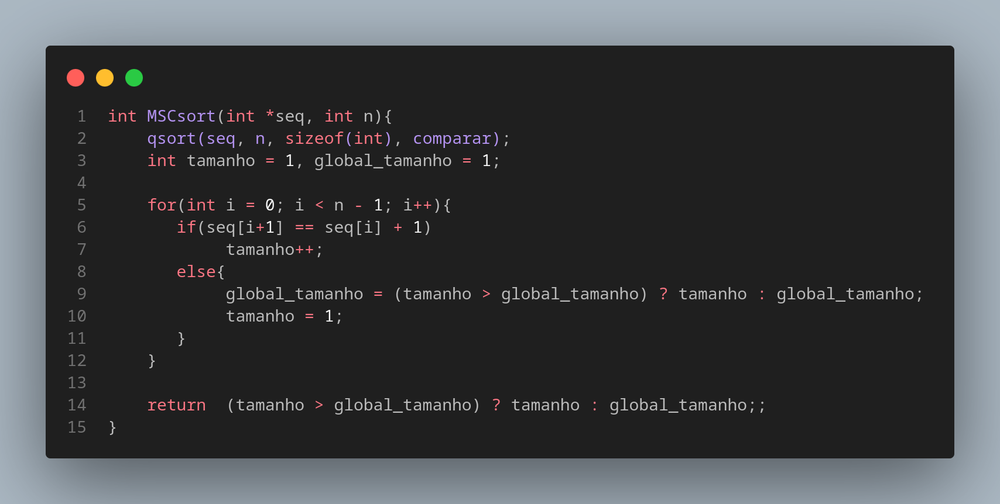 1 int MSCsort(int *seq, int n){
2     qsort(seq, n, sizeof(int), comparar);
3     int tamanho = 1, global_tamanho = 1;
4
5     for(int i = 0; i < n - 1; i++){
6        if(seq[i+1] == seq[i] + 1)
7             tamanho++;
8        else{
9             global_tamanho = (tamanho > global_tamanho) ? tamanho : global_tamanho;
10             tamanho = 1;
11        }
12     }
13
14     return  (tamanho > global_tamanho) ? tamanho : global_tamanho;;
15 }